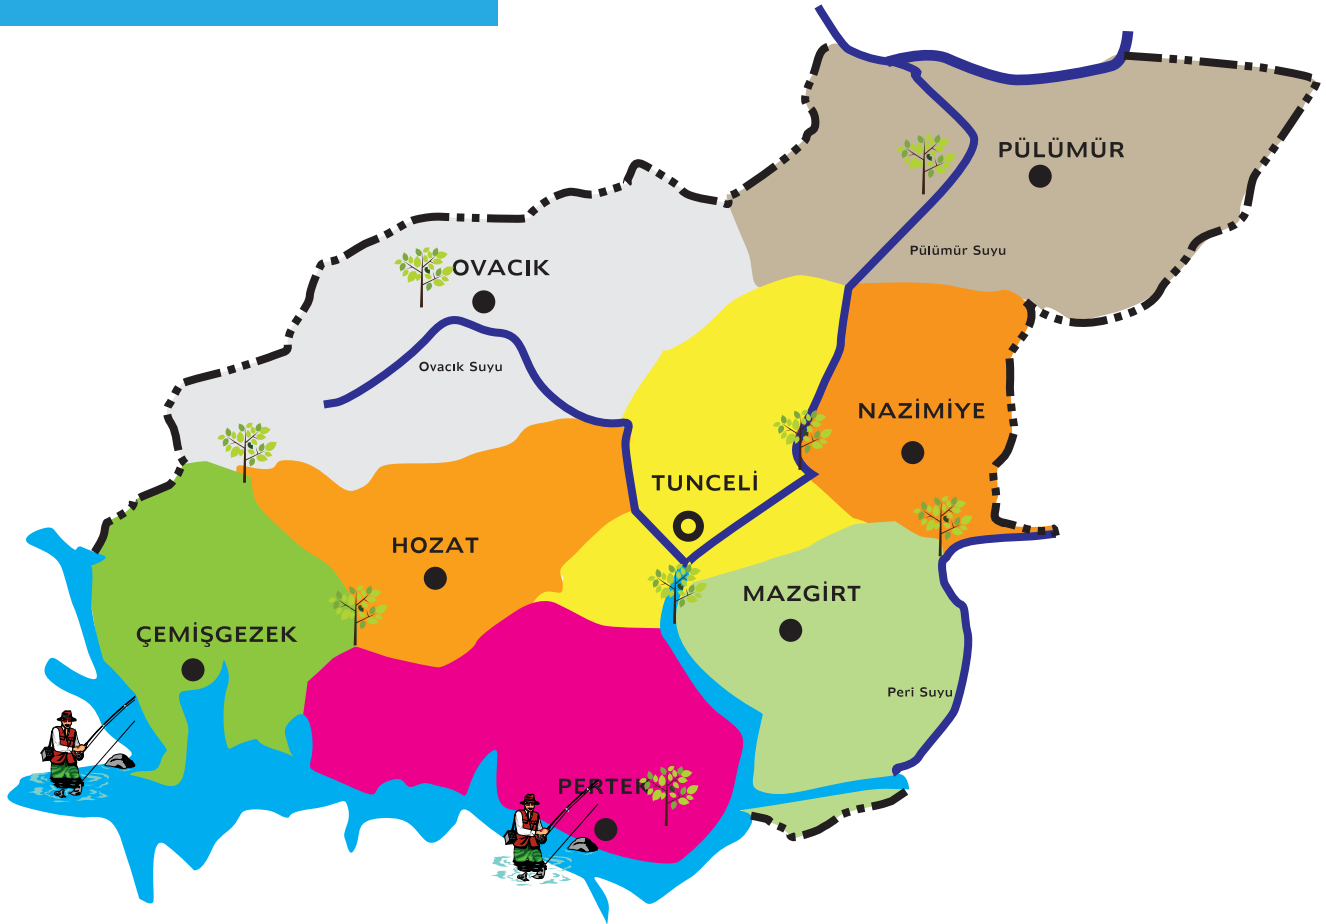 PÜLÜMÜR
Pülümür Suyu
OVACIK
Ovacık Suyu
NAZİMİYE
TUNCELİ
HOZAT
MAZGİRT
ÇEMİŞGEZEK
Peri Suyu
PERTEK